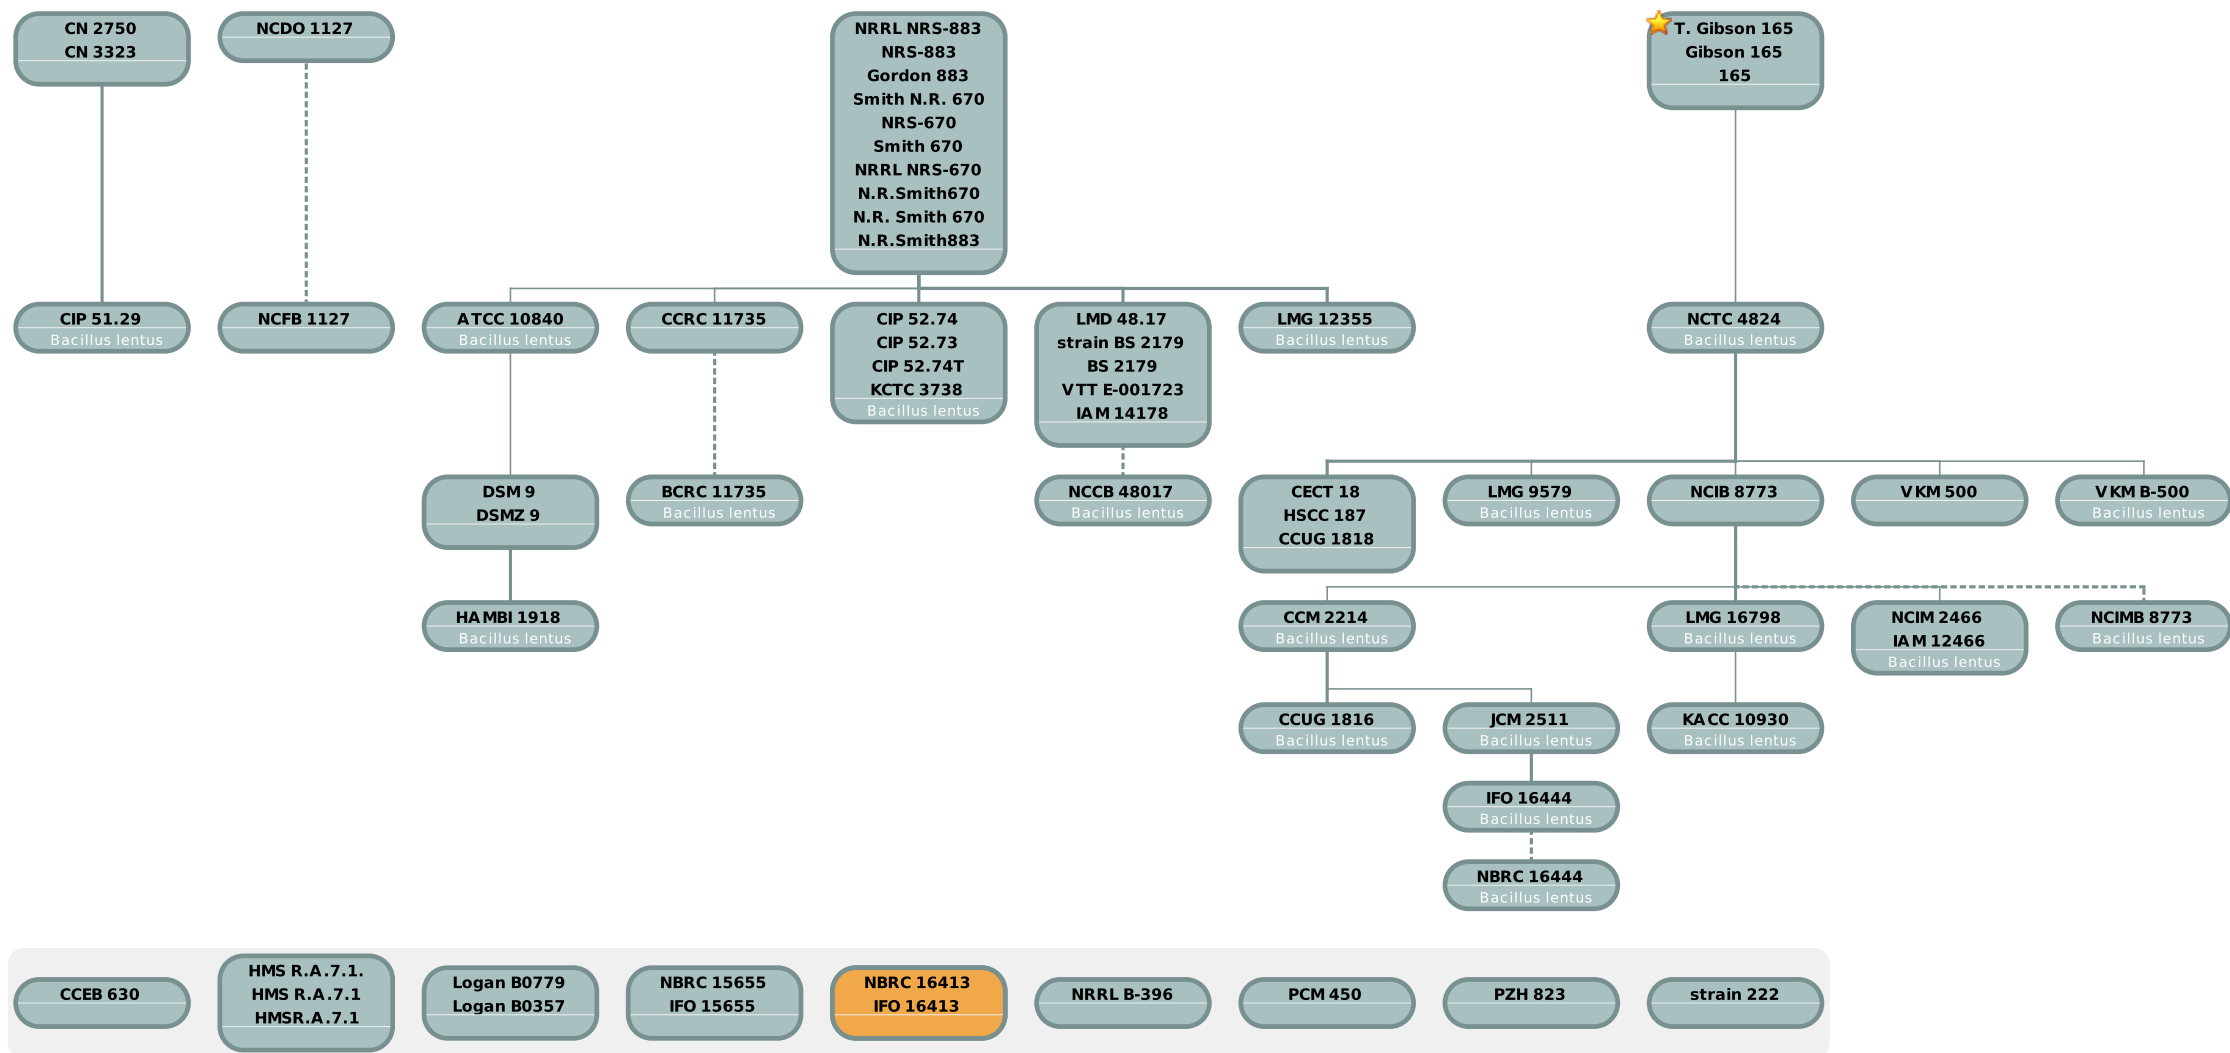 CN 2750
CN 3323
NCDO 1127
NRRL NRS-883
NRS-883
Gordon 883
Smith N.R. 670
NRS-670
Smith 670
NRRL NRS-670
N.R.Smith670
N.R. Smith 670
N.R.Smith883
T. Gibson 165
Gibson 165
165
CIP 51.29
Bacillus lentus
NCFB 1127
ATCC 10840
Bacillus lentus
CCRC 11735
CIP 52.74
CIP 52.73
CIP 52.74T
KCTC 3738
Bacillus lentus
LMD 48.17
strain BS 2179
BS 2179
VTT E-001723
IAM 14178
LMG 12355
Bacillus lentus
NCTC 4824
Bacillus lentus
DSM 9
DSMZ 9
BCRC 11735
Bacillus lentus
NCCB 48017
Bacillus lentus
CECT 18
HSCC 187
CCUG 1818
LMG 9579
Bacillus lentus
NCIB 8773
VKM 500
VKM B-500
Bacillus lentus
HAMBI 1918
Bacillus lentus
CCM 2214
Bacillus lentus
LMG 16798
Bacillus lentus
NCIM 2466
IAM 12466
Bacillus lentus
NCIMB 8773
Bacillus lentus
CCUG 1816
Bacillus lentus
JCM 2511
Bacillus lentus
KACC 10930
Bacillus lentus
IFO 16444
Bacillus lentus
NBRC 16444
Bacillus lentus
CCEB 630
HMS R.A.7.1.
HMS R.A.7.1
HMSR.A.7.1
Logan B0779
Logan B0357
NBRC 15655
IFO 15655
NBRC 16413
IFO 16413
NRRL B-396
PCM 450
PZH 823
strain 222